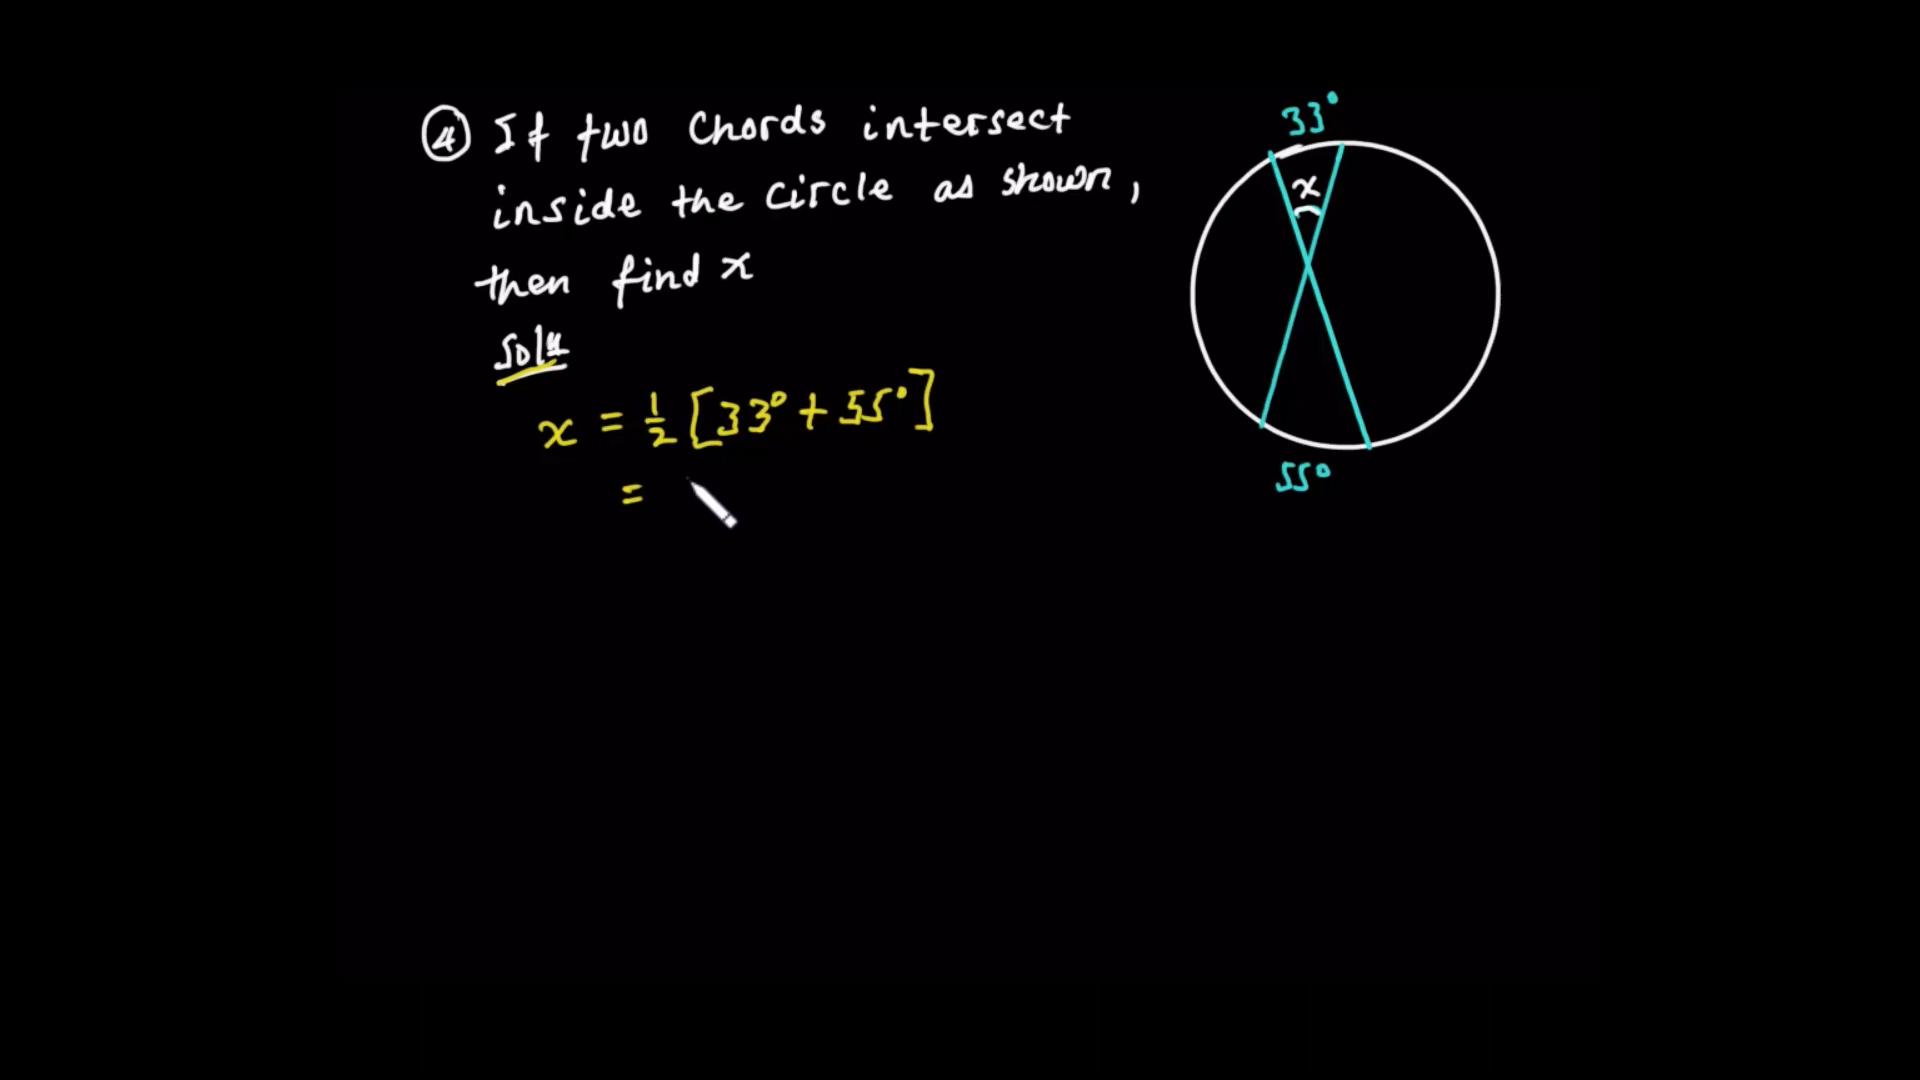 ④ If two chords intersect
inside the circle as shown,
then find x
Soln
x = 1/2 [33° + 55°]
=
33°
x
55°